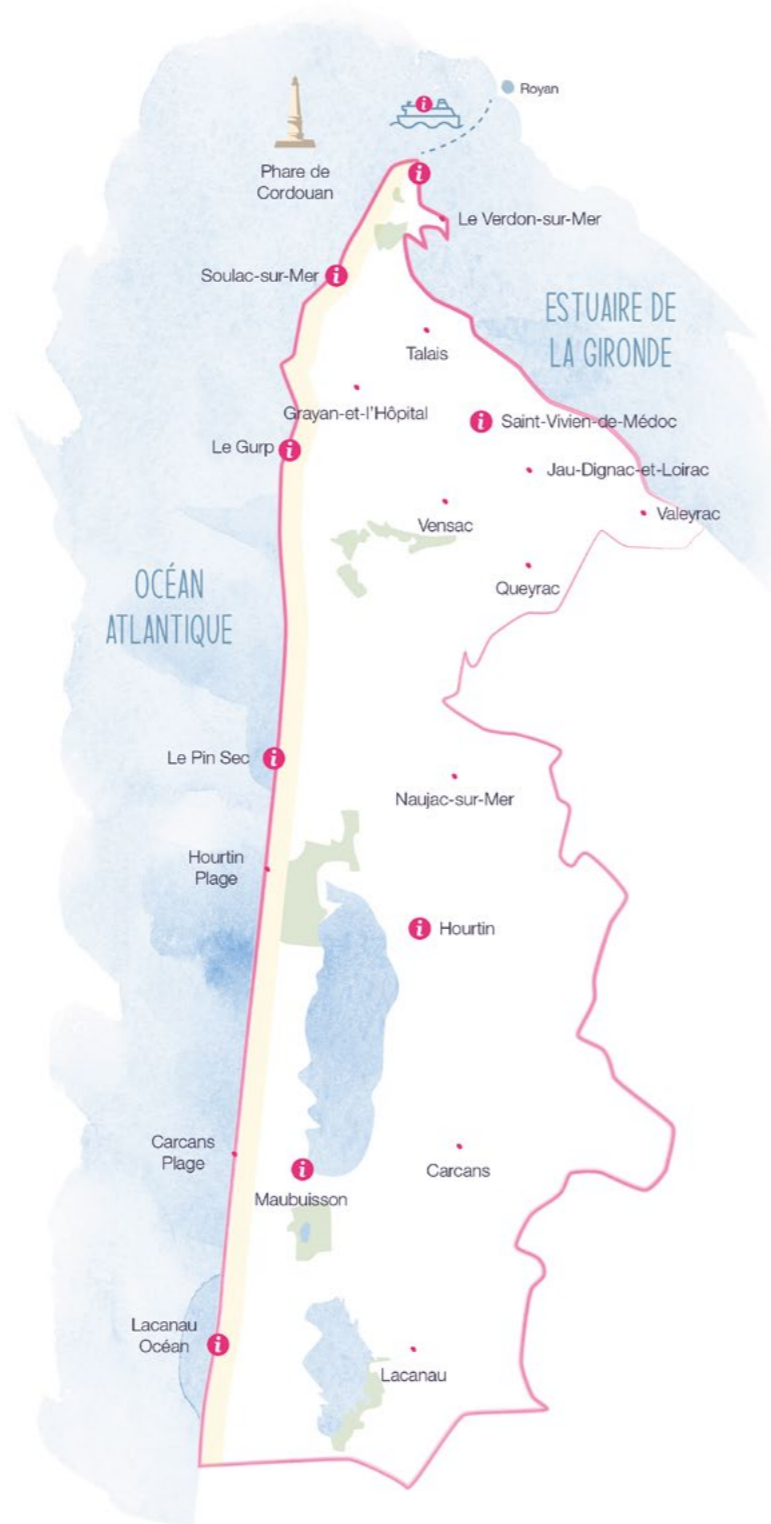 Royan
Phare de
Cordouan
Le Verdon-sur-Mer
Soulac-sur-Mer
ESTUAIRE DE
LA GIRONDE
Talais
Grayan-et-l'Hôpital
Saint-Vivien-de-Médoc
Le Gurp
Jau-Dignac-et-Loirac
Vensac
Valeyrac
OCÉAN
ATLANTIQUE
Queyrac
Le Pin Sec
Naujac-sur-Mer
Hourtin
Plage
Hourtin
Carcans
Plage
Carcans
Maubuisson
Lacanau
Océan
Lacanau